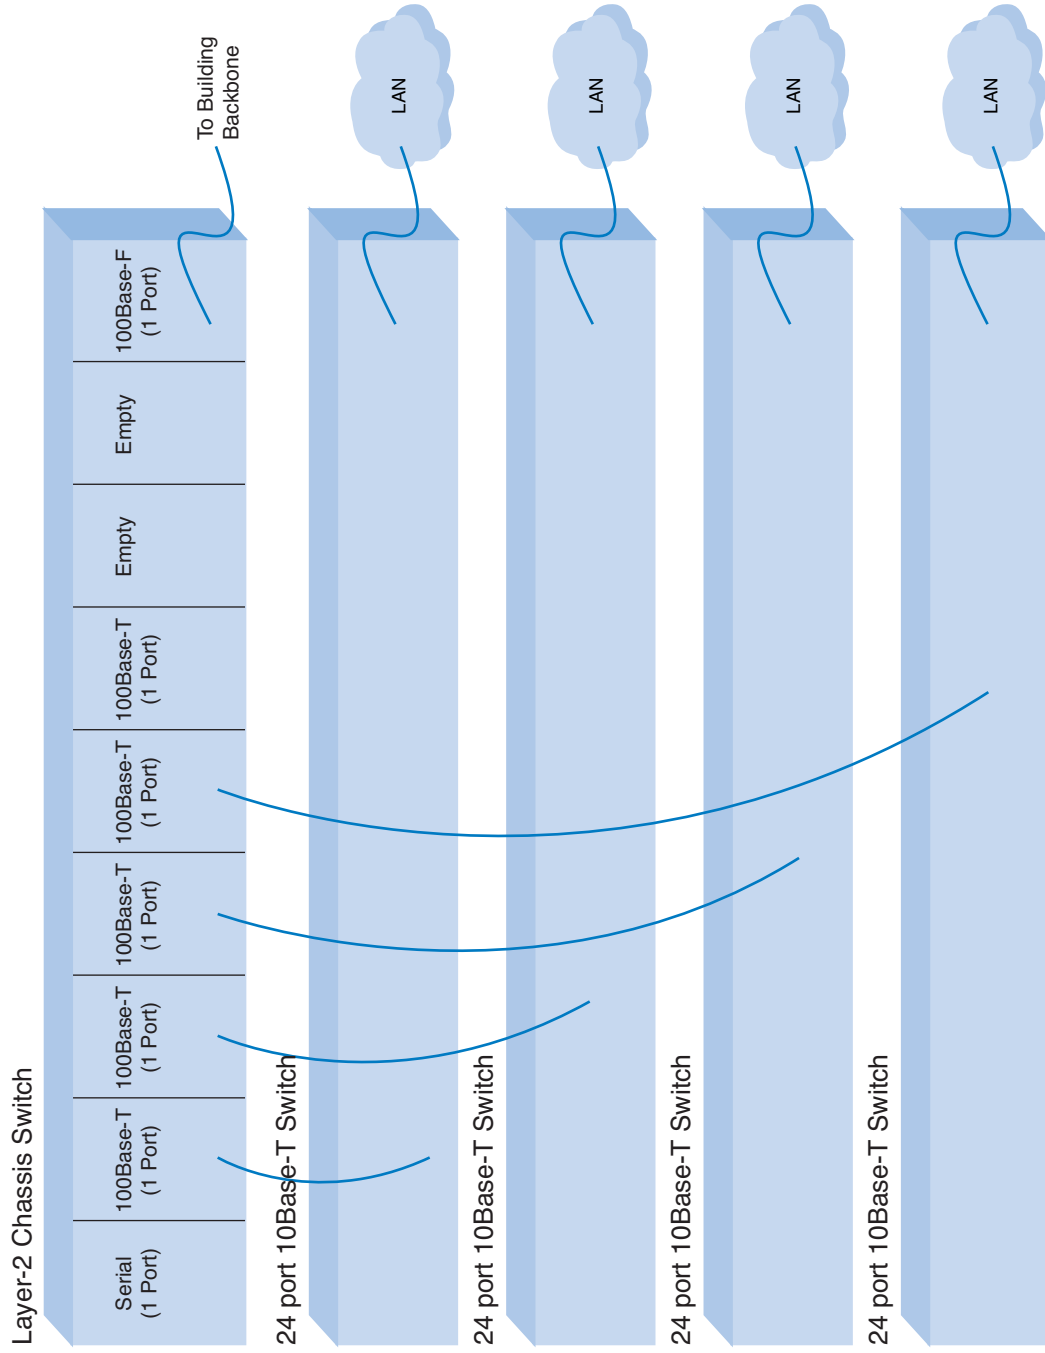 Layer-2 Chassis Switch
Serial
(1 Port)
100Base-T
(1 Port)
100Base-T
(1 Port)
100Base-T
(1 Port)
100Base-T
(1 Port)
100Base-T
(1 Port)
Empty
Empty
100Base-F
(1 Port)
To Building
Backbone
24 port 10Base-T Switch
LAN
24 port 10Base-T Switch
LAN
24 port 10Base-T Switch
LAN
24 port 10Base-T Switch
LAN